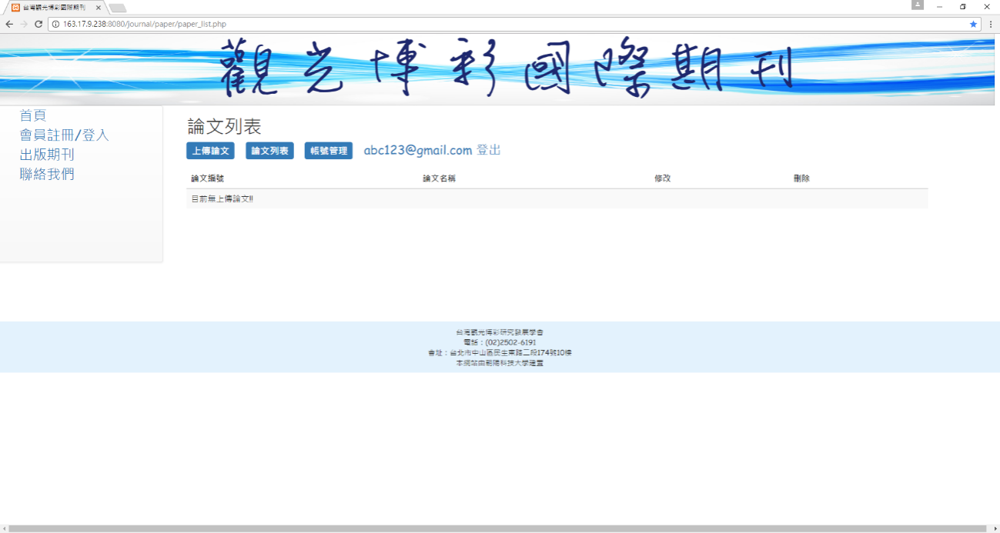 台灣觀光博彩國際期刊
163.17.9.238:8080/journal/paper/paper_list.php
觀光博彩國際期刊
首頁
會員註冊/登入
出版期刊
聯絡我們
論文列表
上傳論文 論文列表 帳號管理 abc123@gmail.com 登出
論文編號 論文名稱 修改 刪除
目前無上傳論文!!
台灣觀光博彩研究發展學會
電話：(02)2502-6191
會址：台北市中山區民生東路二段174號10樓
本網站由朝陽科技大學建置